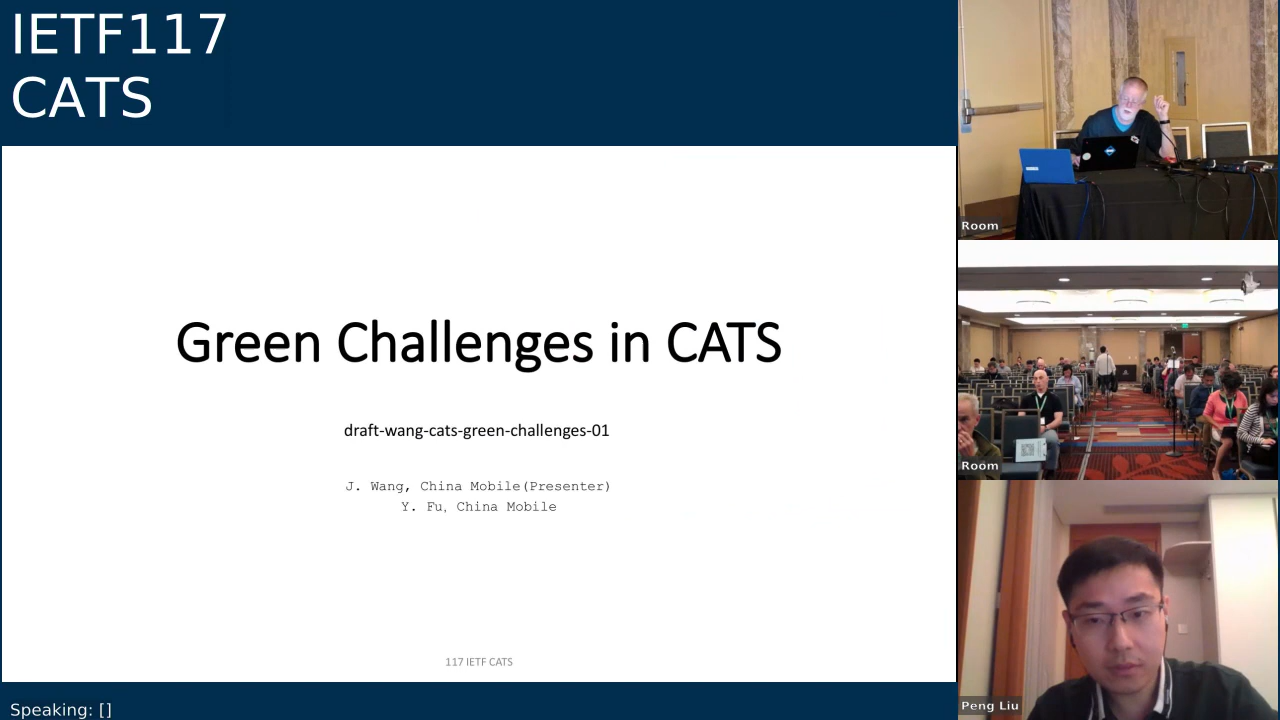 IETF117
CATS
Green Challenges in CATS
draft-wang-cats-green-challenges-01
J. Wang, China Mobile(Presenter)
Y. Fu, China Mobile
117 IETF CATS
Speaking: []
Room
Room
Peng Liu